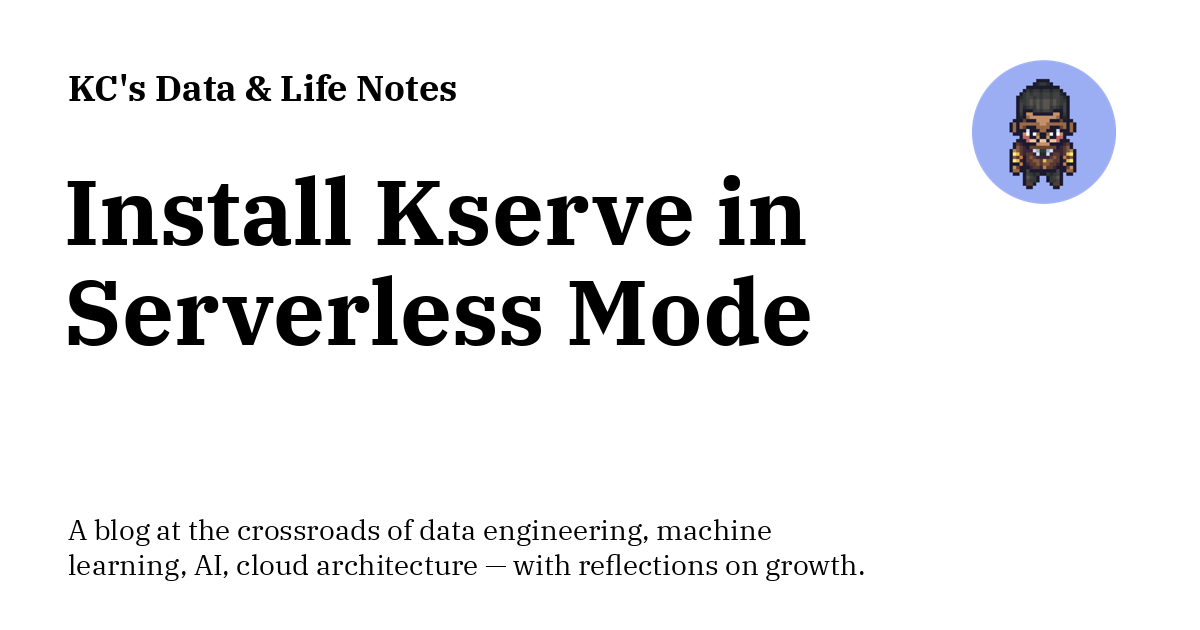 KC's Data & Life Notes
Install Kserve in
Serverless Mode
A blog at the crossroads of data engineering, machine
learning, AI, cloud architecture — with reflections on growth.